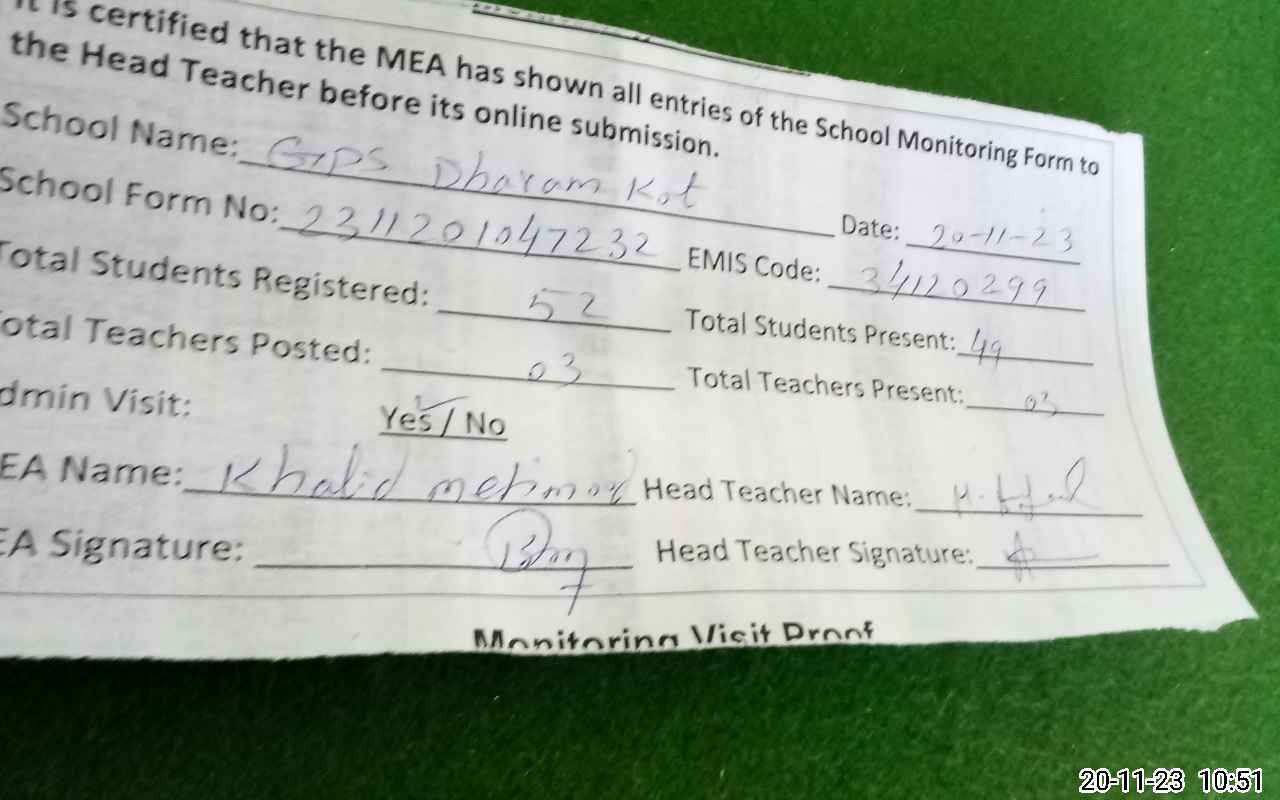 It is certified that the MEA has shown all entries of the School Monitoring Form to
the Head Teacher before its online submission.
School Name: GPS Dharam Kot
Date: 20-11-23
School Form No: 2311201047232
EMIS Code: 34120299
Total Students Registered: 52
Total Students Present: 49
Total Teachers Posted: 03
Total Teachers Present: 03
dmin Visit: Yes / No
EA Name: Khalid mehmood
Head Teacher Name:
EA Signature:
Head Teacher Signature:
Monitoring Visit Proof
20-11-23 10:51